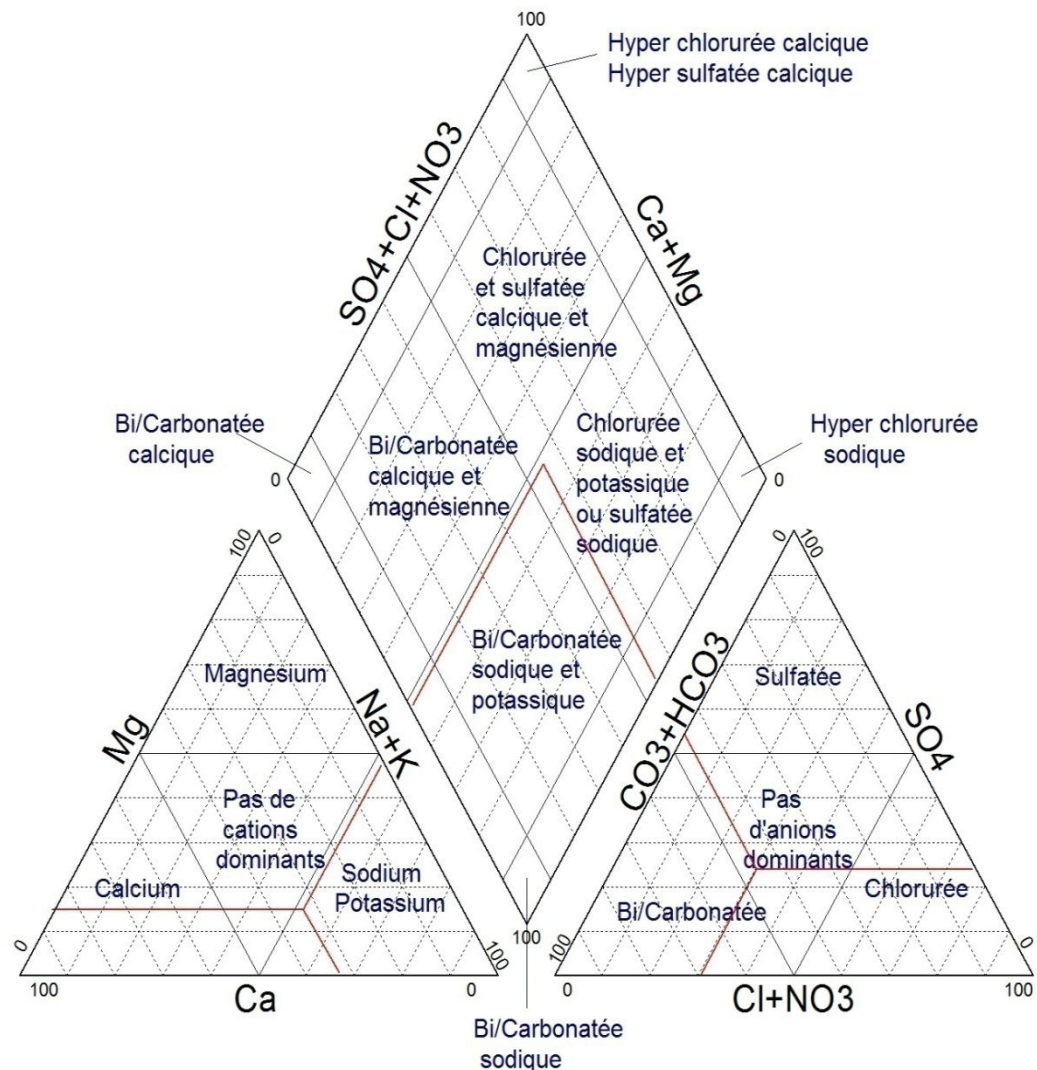 100
Hyper chlorurée calcique
Hyper sulfatée calcique
SO4+Cl+NO3
Ca+Mg
Chlorurée
et sulfatée
calcique et
magnésienne
Bi/Carbonatée
calcique
Bi/Carbonatée
calcique et
magnésienne
Chlorurée
sodique et
potassique
ou sulfatée
sodique
Hyper chlorurée
sodique
0
0
100
0
0
100
Bi/Carbonatée
sodique et
potassique
Magnésium
Sulfatée
Mg
Na+K
CO3+HCO3
SO4
Pas de
cations
dominants
Pas
d'anions
dominants
Calcium
Sodium
Potassium
Bi/Carbonatée
Chlorurée
0
100
100
100
0
100
0
0
100
Ca
Cl+NO3
Bi/Carbonatée
sodique